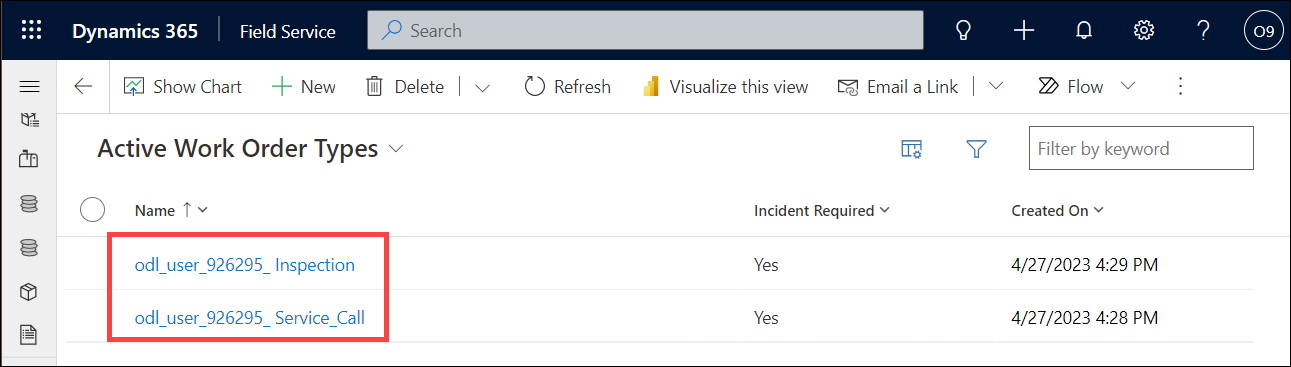 Dynamics 365 Field Service Search O9
Show Chart New Delete Refresh Visualize this view Email a Link Flow
Active Work Order Types Filter by keyword
Name Incident Required Created On
odl_user_926295_ Inspection Yes 4/27/2023 4:29 PM
odl_user_926295_ Service_Call Yes 4/27/2023 4:28 PM